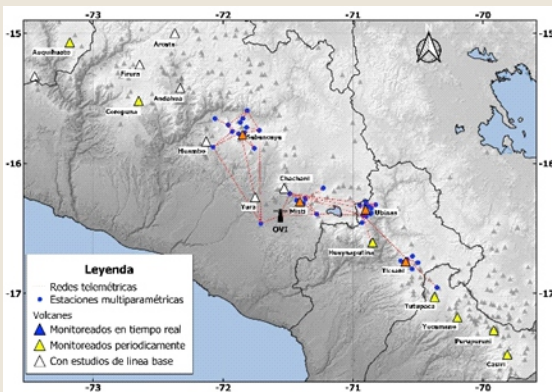 -73
-72
-71
-70
-15
-15
Auquihuato
Arcata
Firura
Andahua
Coropuna
Sabancaya
Huambo
-16
-16
Chachani
Yura
Misti
Ubinas
OVI
Huaynaputina
Ticsani
-17
-17
Tutupaca
Yucamane
Purupuruni
Casiri
Leyenda
Redes telemétricas
Estaciones multiparamétricas
Volcanes
Monitoreados en tiempo real
Monitoreados periodicamente
Con estudios de linea base
-73
-72
-71
-70